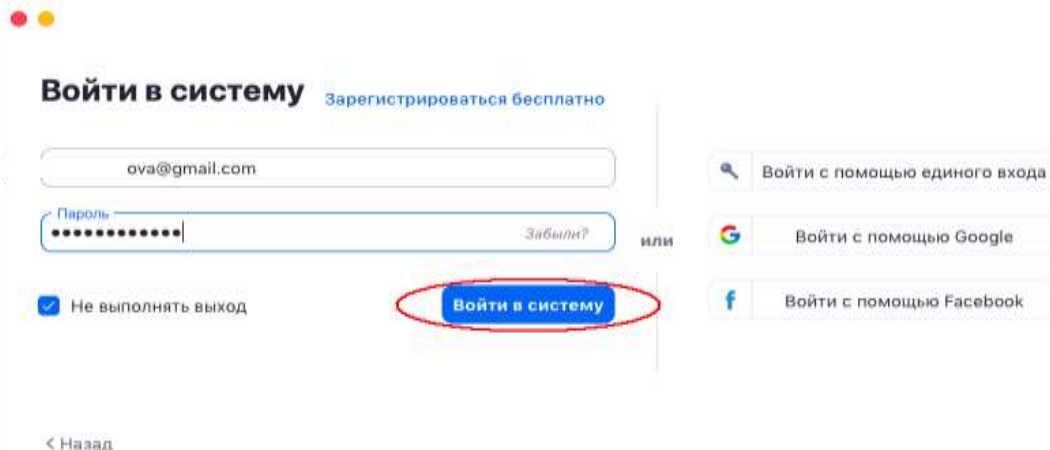 Войти в систему Зарегистрироваться бесплатно
ova@gmail.com
Пароль
●●●●●●●●●●●● Забыли?
Не выполнять выход
Войти в систему
или
Войти с помощью единого входа
Войти с помощью Google
Войти с помощью Facebook
< Назад